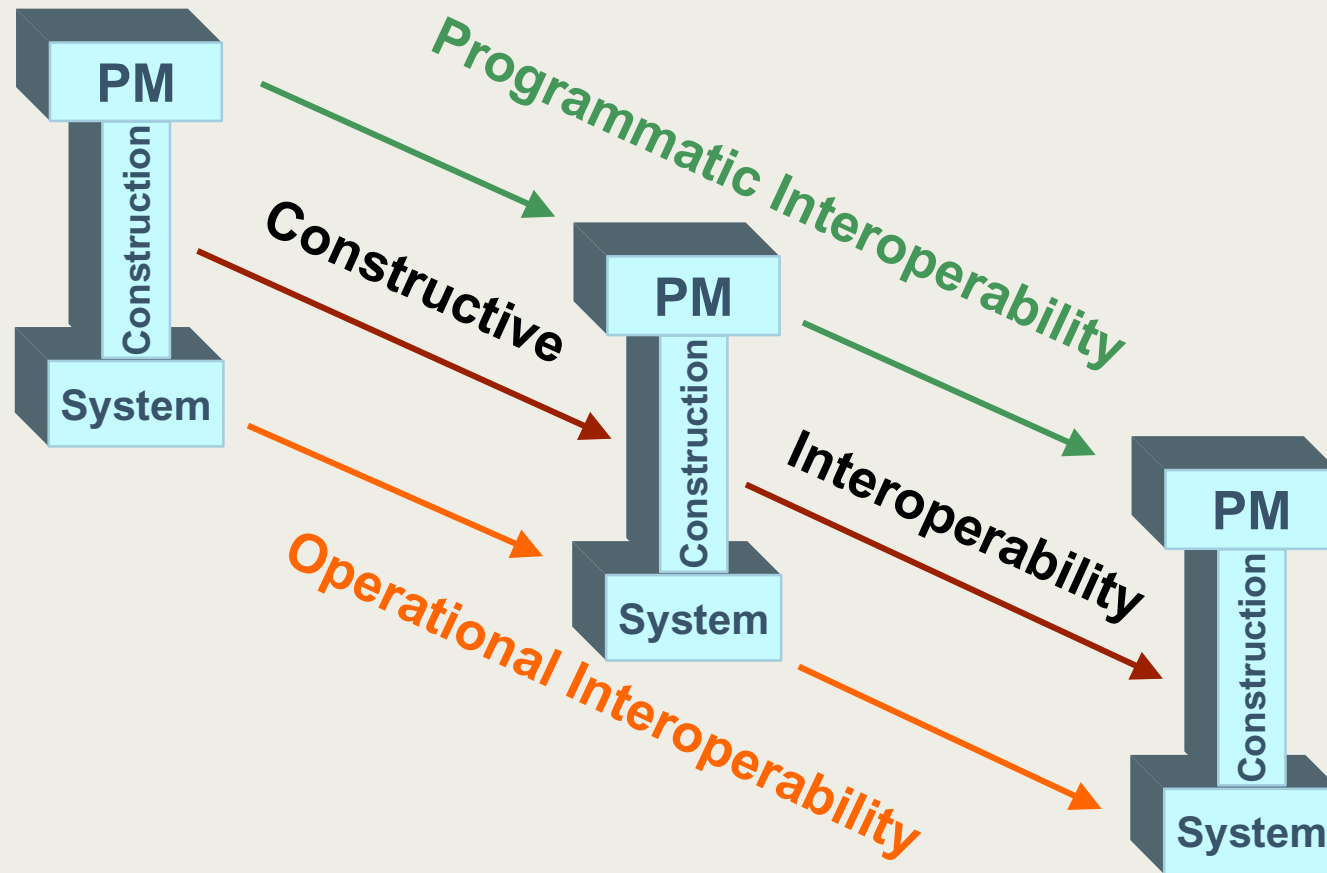 PM
Construction
System
Programmatic Interoperability
Constructive
Interoperability
Operational Interoperability
PM
Construction
System
PM
Construction
System